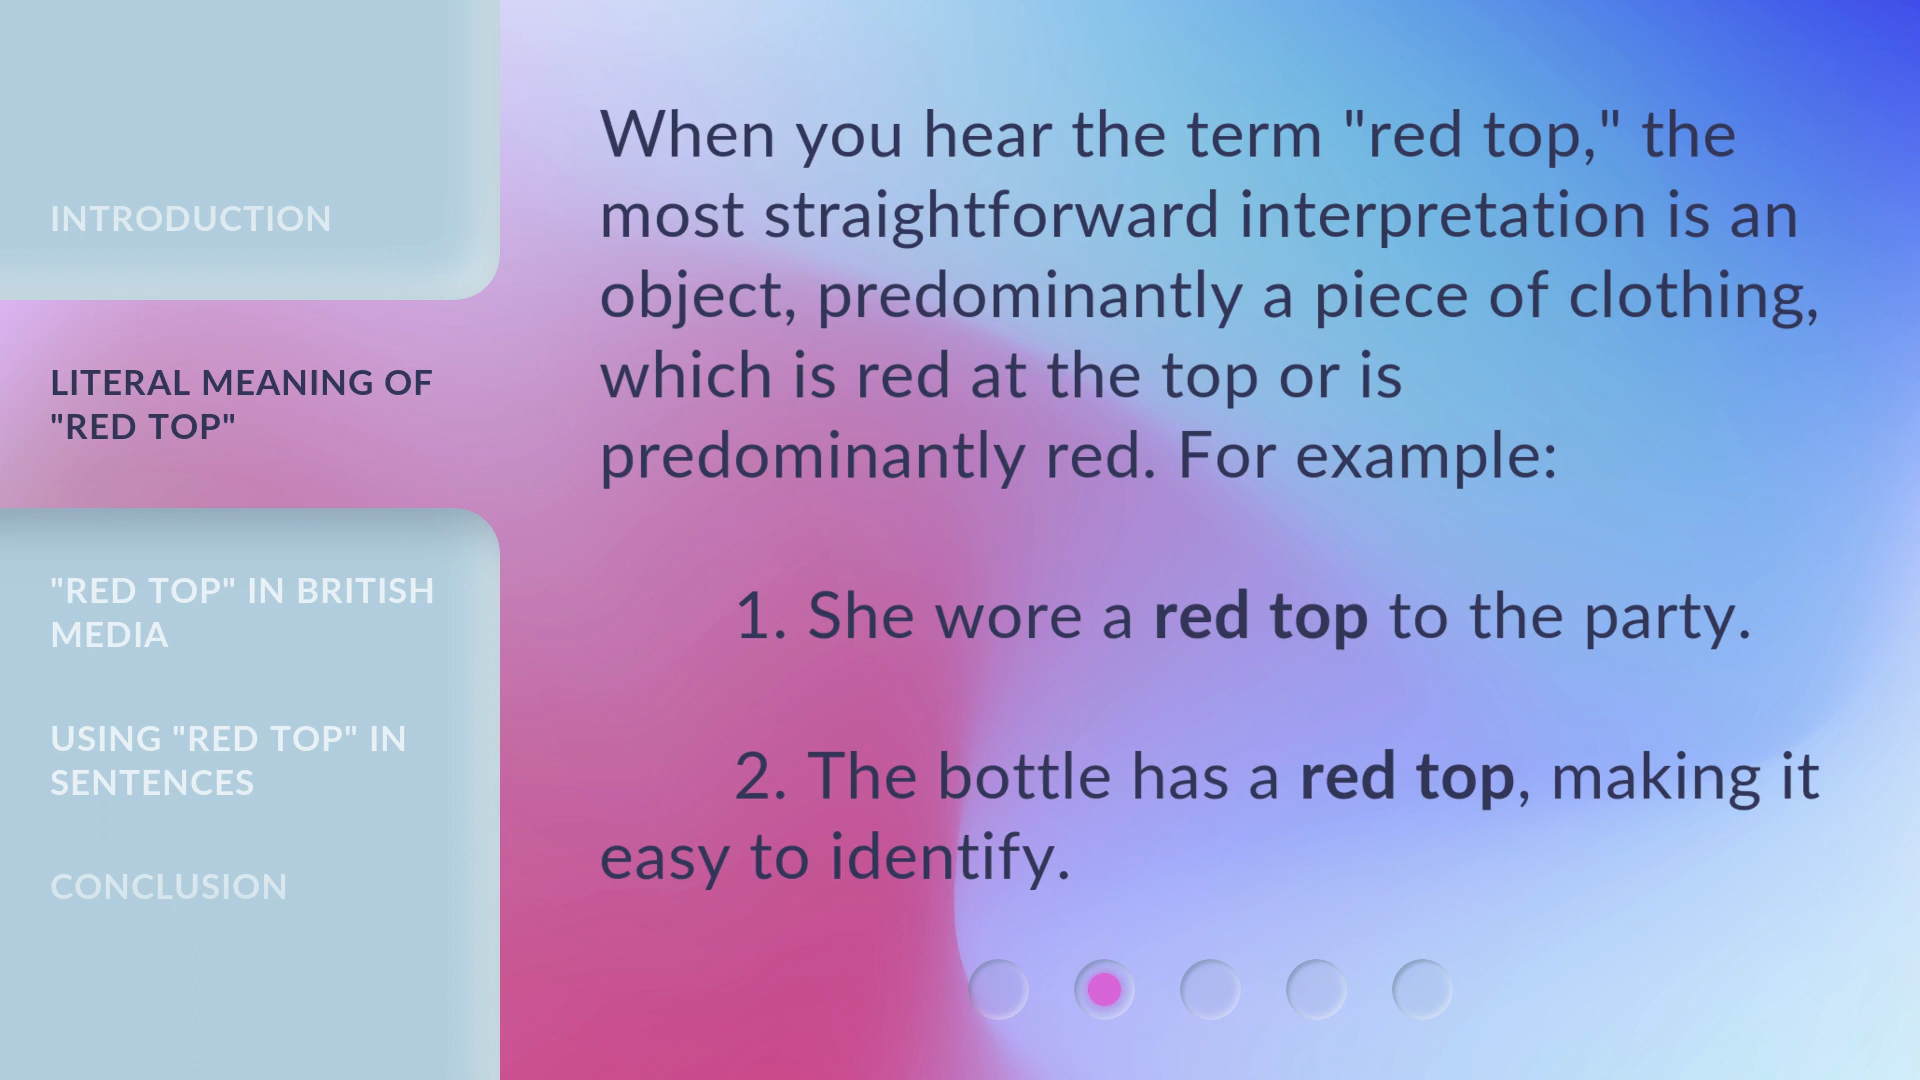 INTRODUCTION
LITERAL MEANING OF
"RED TOP"
"RED TOP" IN BRITISH
MEDIA
USING "RED TOP" IN
SENTENCES
CONCLUSION
When you hear the term "red top," the
most straightforward interpretation is an
object, predominantly a piece of clothing,
which is red at the top or is
predominantly red. For example:
1. She wore a red top to the party.
2. The bottle has a red top, making it
easy to identify.